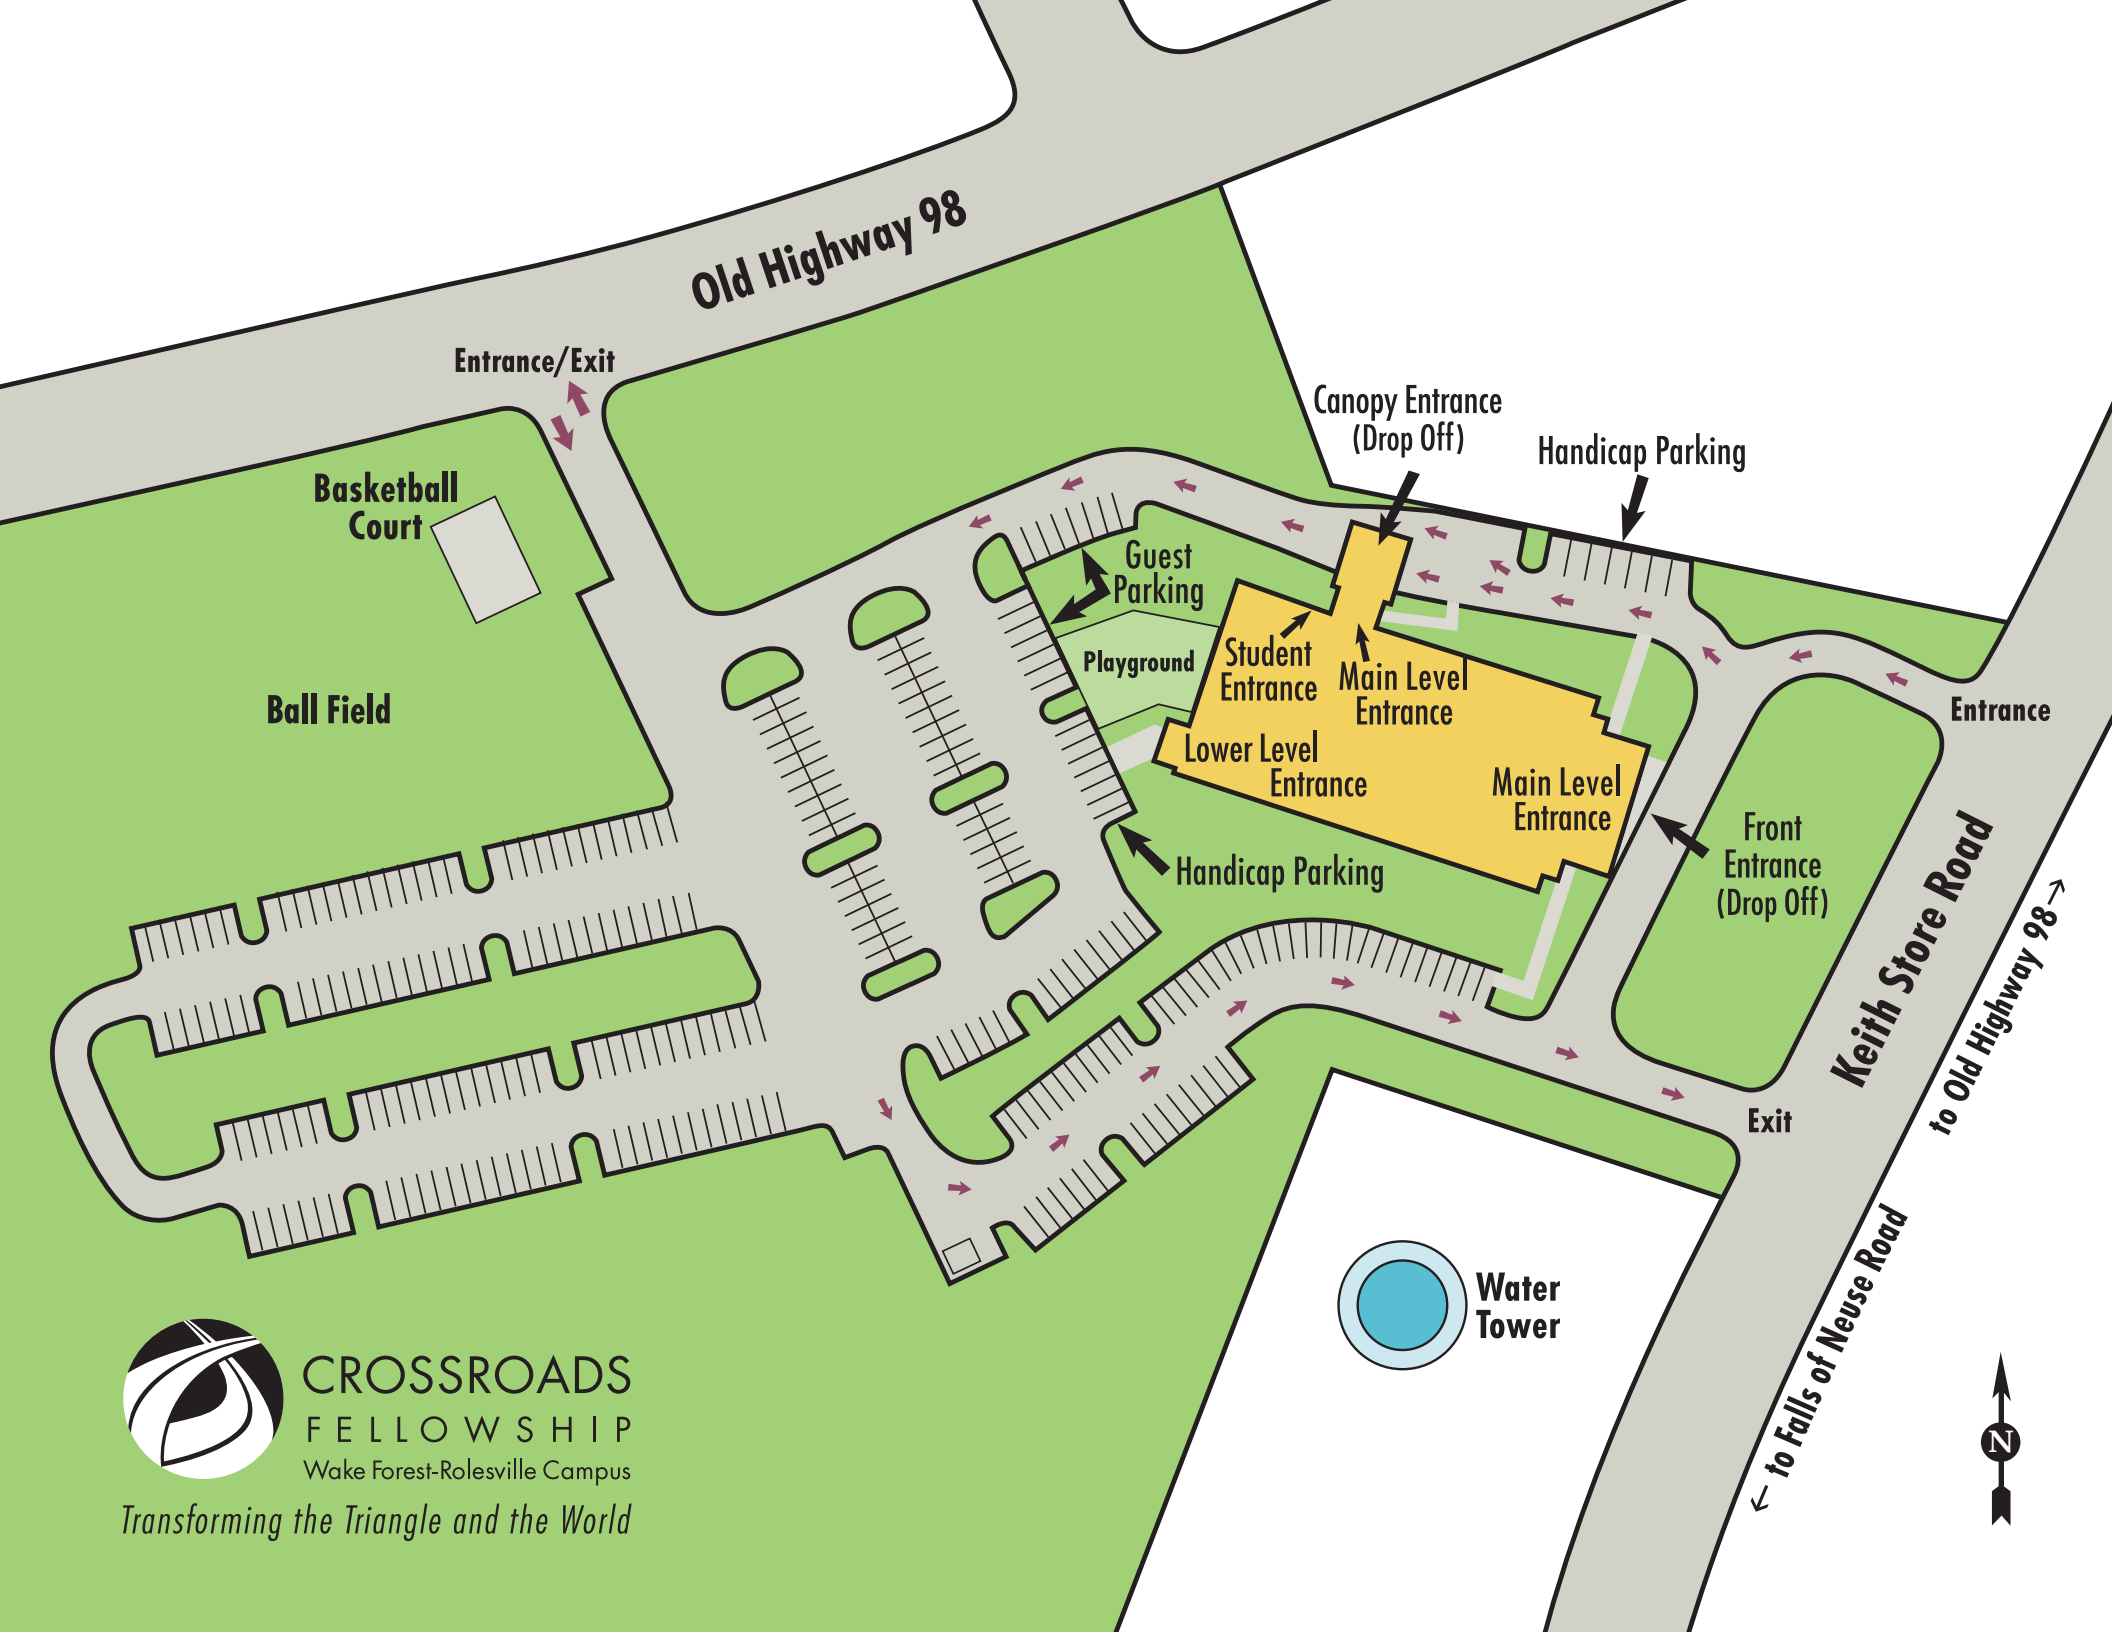 Old Highway 98
Entrance/Exit
Canopy Entrance
(Drop Off)
Handicap Parking
Basketball
Court
Guest
Parking
Student
Entrance
Playground
Main Level
Entrance
Ball Field
Entrance
Lower Level
Entrance
Main Level
Entrance
Front
Entrance
(Drop Off)
Handicap Parking
Keith Store Road
to Old Highway 98 →
Exit
Water
Tower
← to Falls of Neuse Road
CROSSROADS
FELLOWSHIP
Wake Forest-Rolesville Campus
Transforming the Triangle and the World
N